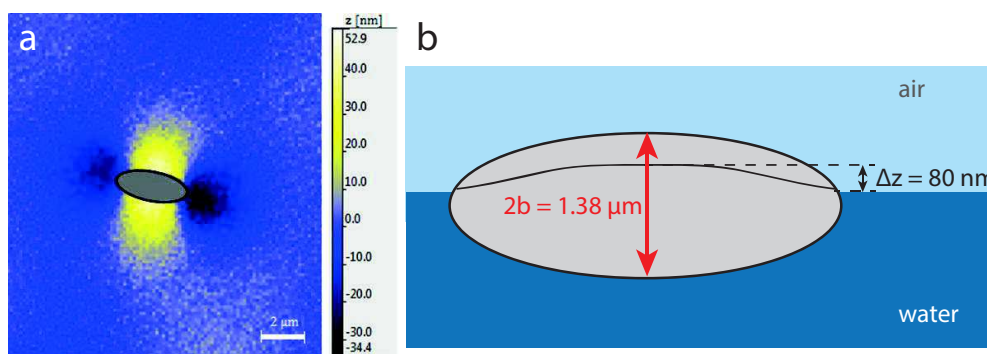 a
z [nm]
52.9
40.0
30.0
20.0
10.0
0.0
-10.0
-20.0
-30.0
-34.4
2 µm
b
air
Δz = 80 nm
2b = 1.38 µm
water